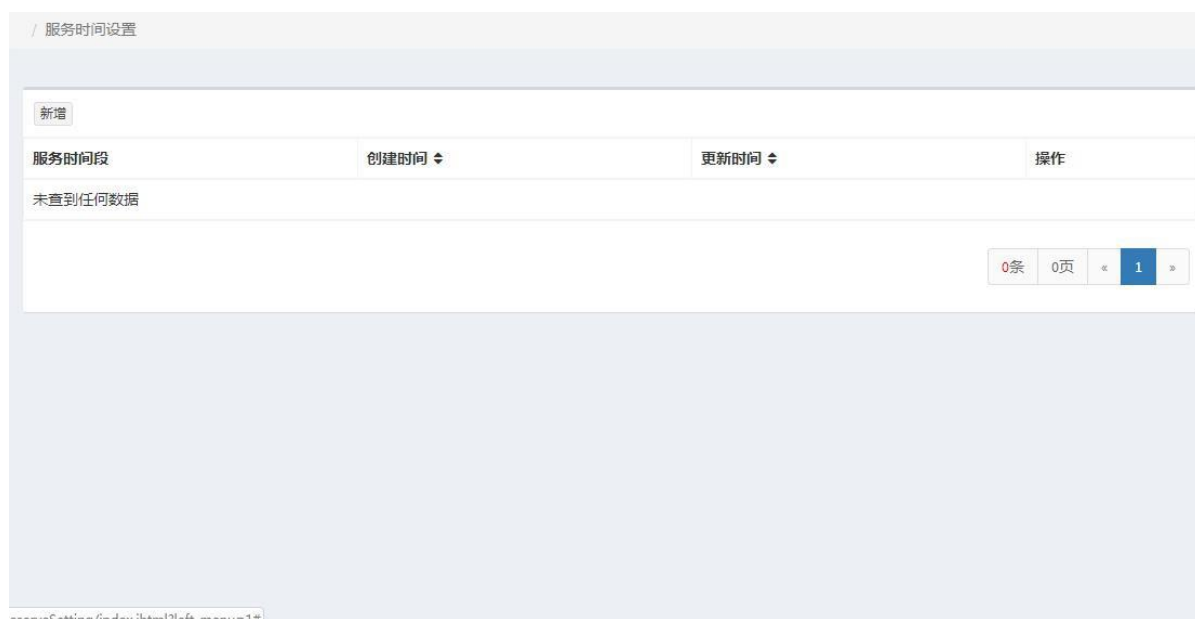 / 服务时间设置
新增
服务时间段 创建时间 更新时间 操作
未查到任何数据
0条 0页 « 1 »